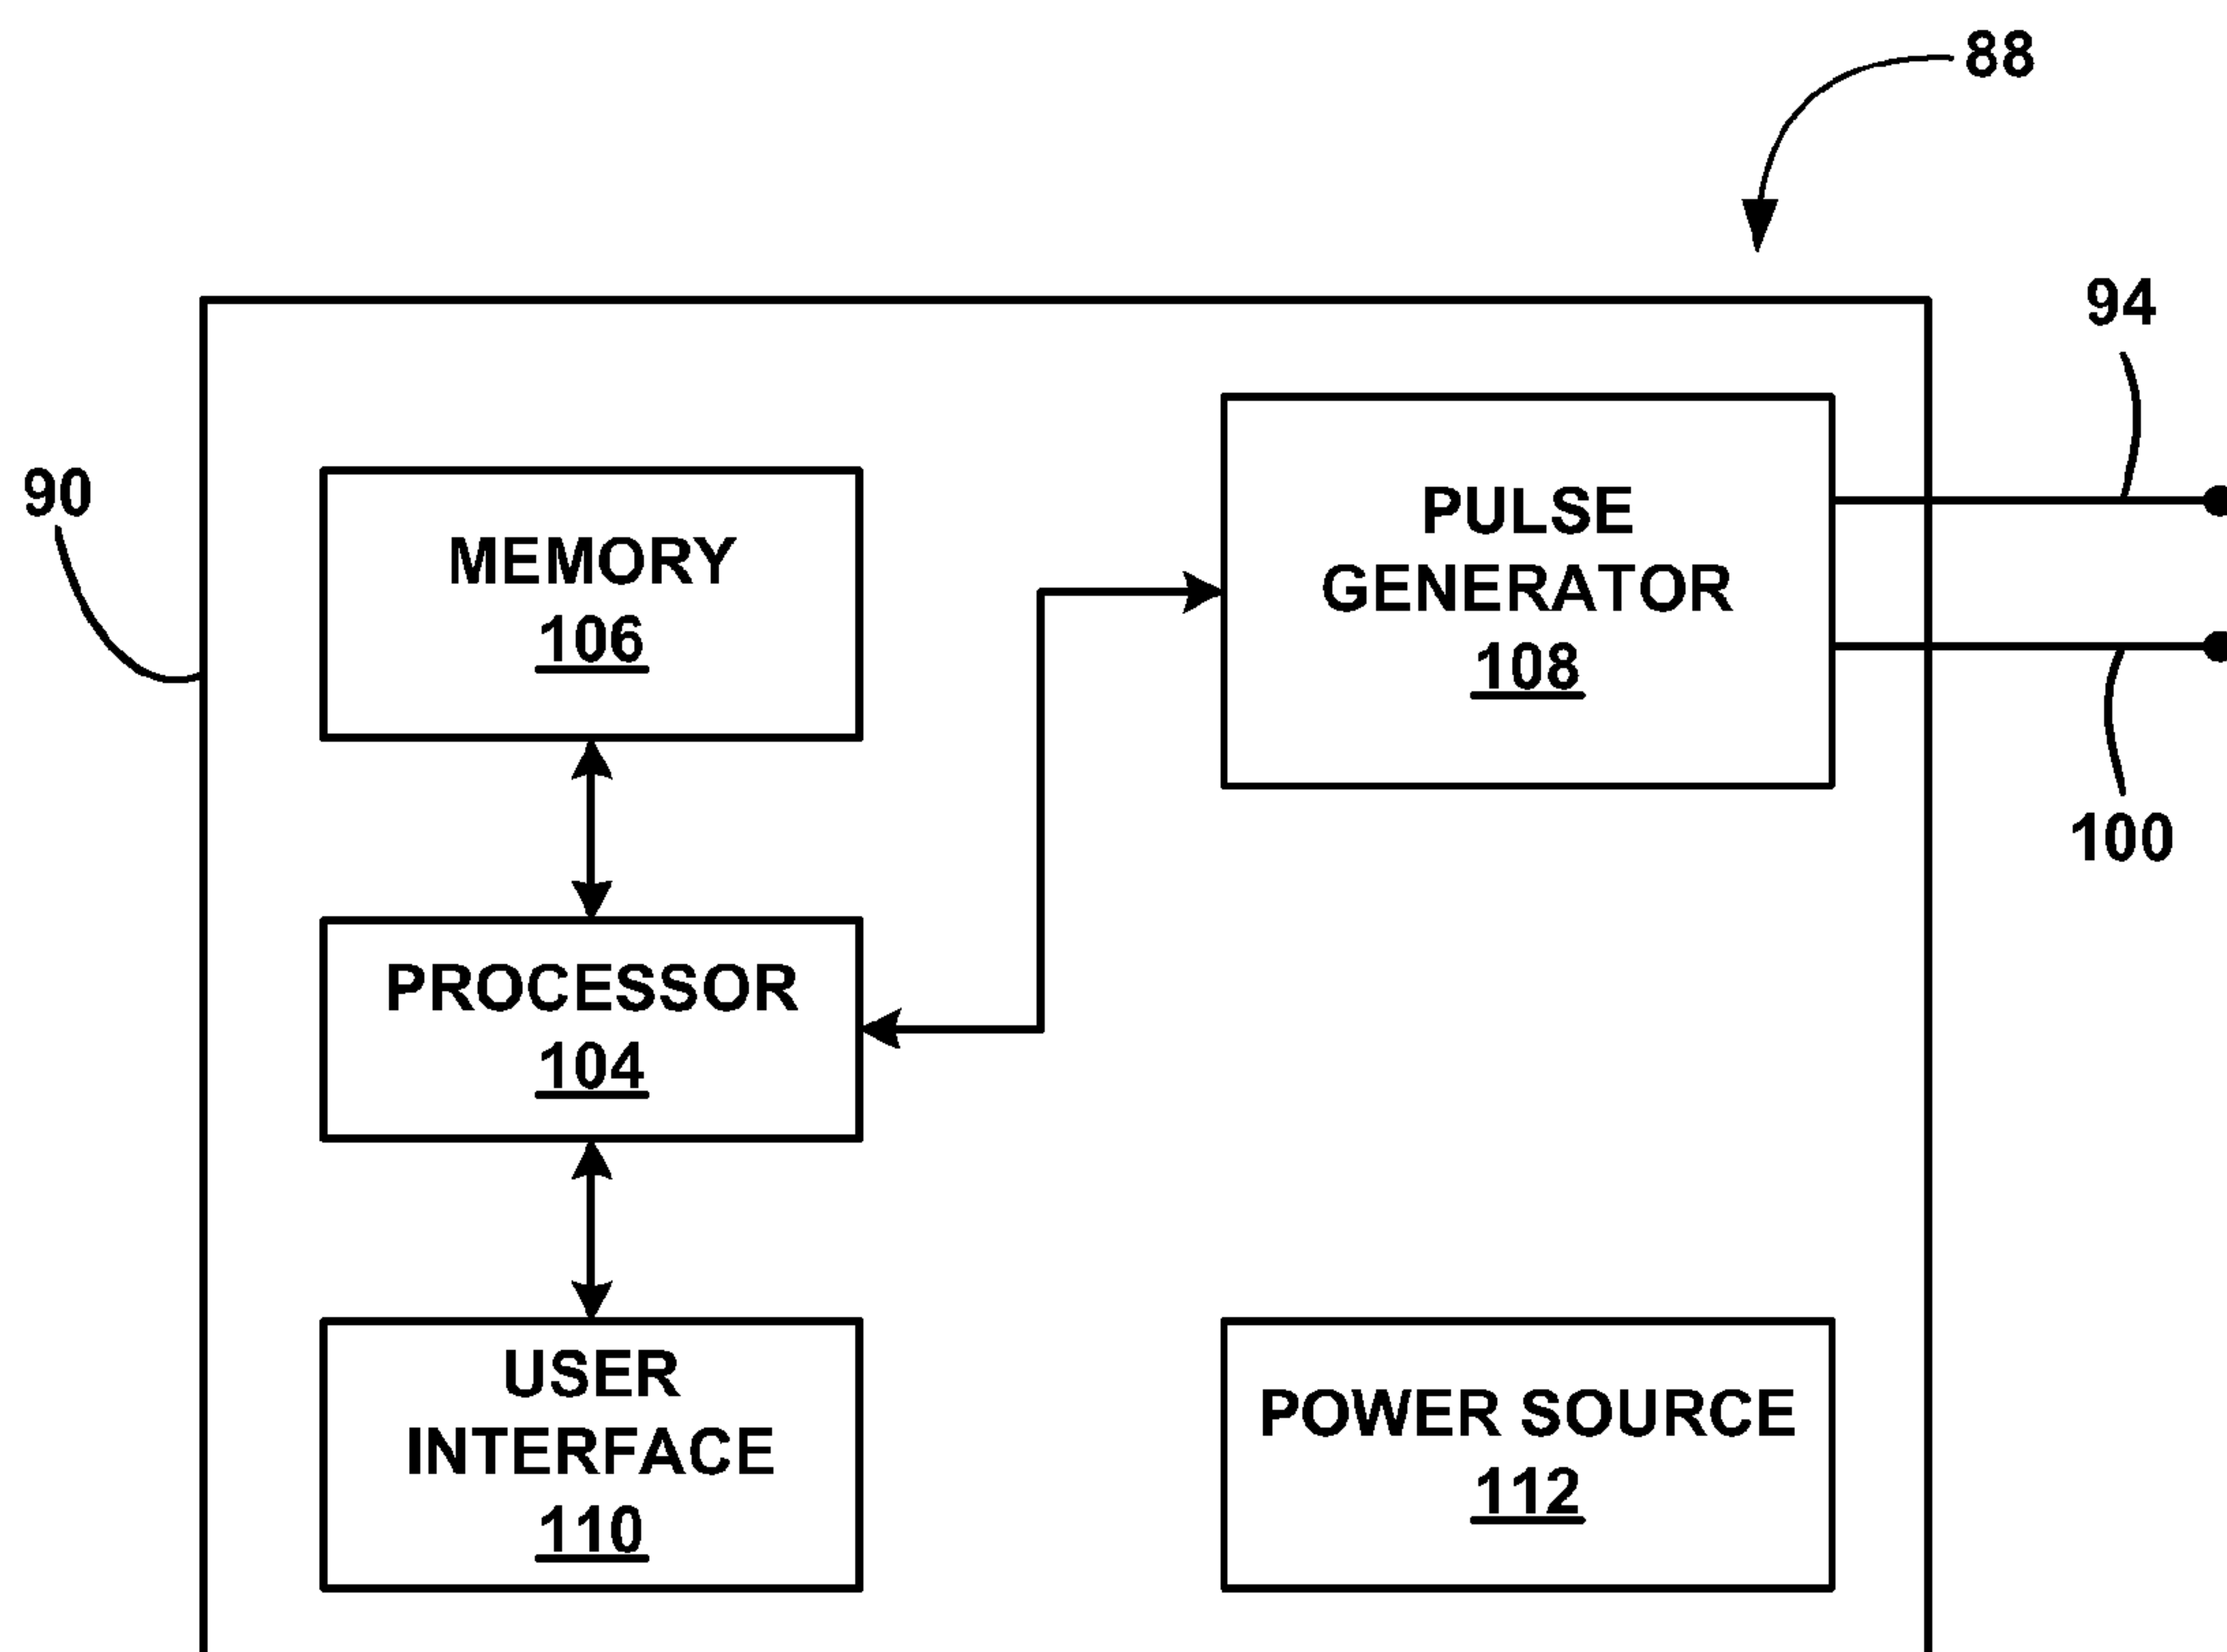 88
94
90
MEMORY
106
PULSE
GENERATOR
108
100
PROCESSOR
104
USER
INTERFACE
110
POWER SOURCE
112